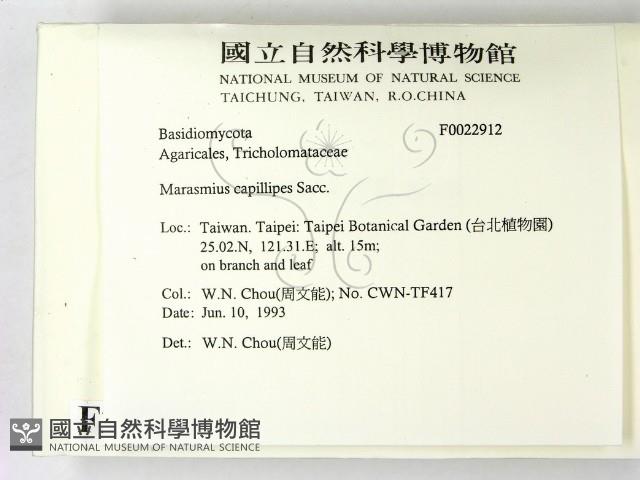 國立自然科學博物館
NATIONAL MUSEUM OF NATURAL SCIENCE
TAICHUNG, TAIWAN, R.O.CHINA
Basidiomycota F0022912
Agaricales, Tricholomataceae
Marasmius capillipes Sacc.
Loc.: Taiwan. Taipei: Taipei Botanical Garden (台北植物園)
25.02.N, 121.31.E; alt. 15m;
on branch and leaf
Col.: W.N. Chou(周文能); No. CWN-TF417
Date: Jun. 10, 1993
Det.: W.N. Chou(周文能)
F
國立自然科學博物館
NATIONAL MUSEUM OF NATURAL SCIENCE